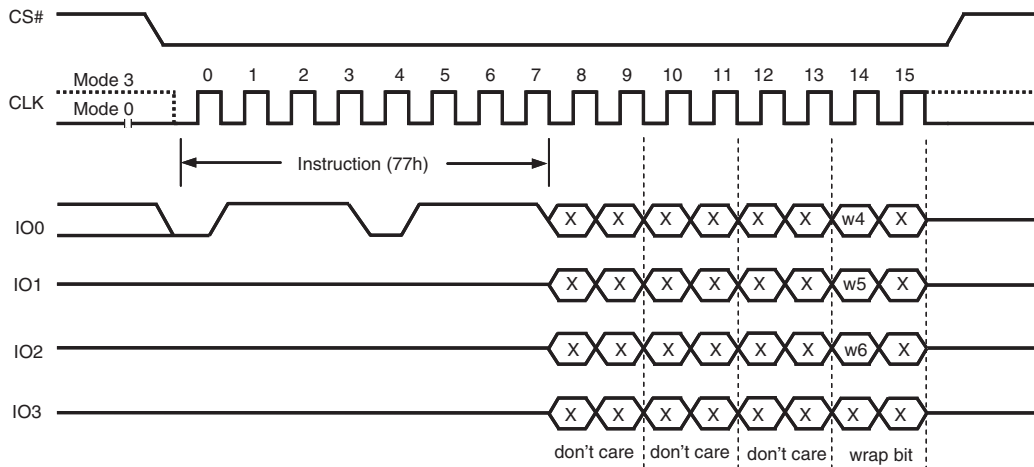 CS#
Mode 3
0 1 2 3 4 5 6 7 8 9 10 11 12 13 14 15
CLK
Mode 0
Instruction (77h)
IO0 X X X X X X w4 X
IO1 X X X X X X w5 X
IO2 X X X X X X w6 X
IO3 X X X X X X X X
don't care don't care don't care wrap bit